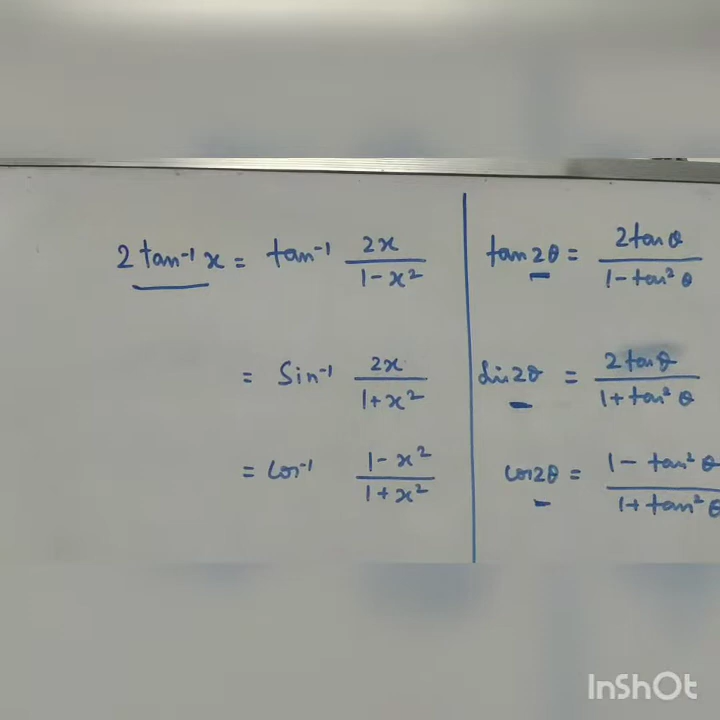 2 tan⁻¹ x = tan⁻¹ 2x / 1 - x²
= Sin⁻¹ 2x / 1 + x²
= Cos⁻¹ 1 - x² / 1 + x²
tan 2θ = 2 tan θ / 1 - tan² θ
Sin 2θ = 2 tan θ / 1 + tan² θ
Cos 2θ = 1 - tan² θ / 1 + tan² θ
InShOt